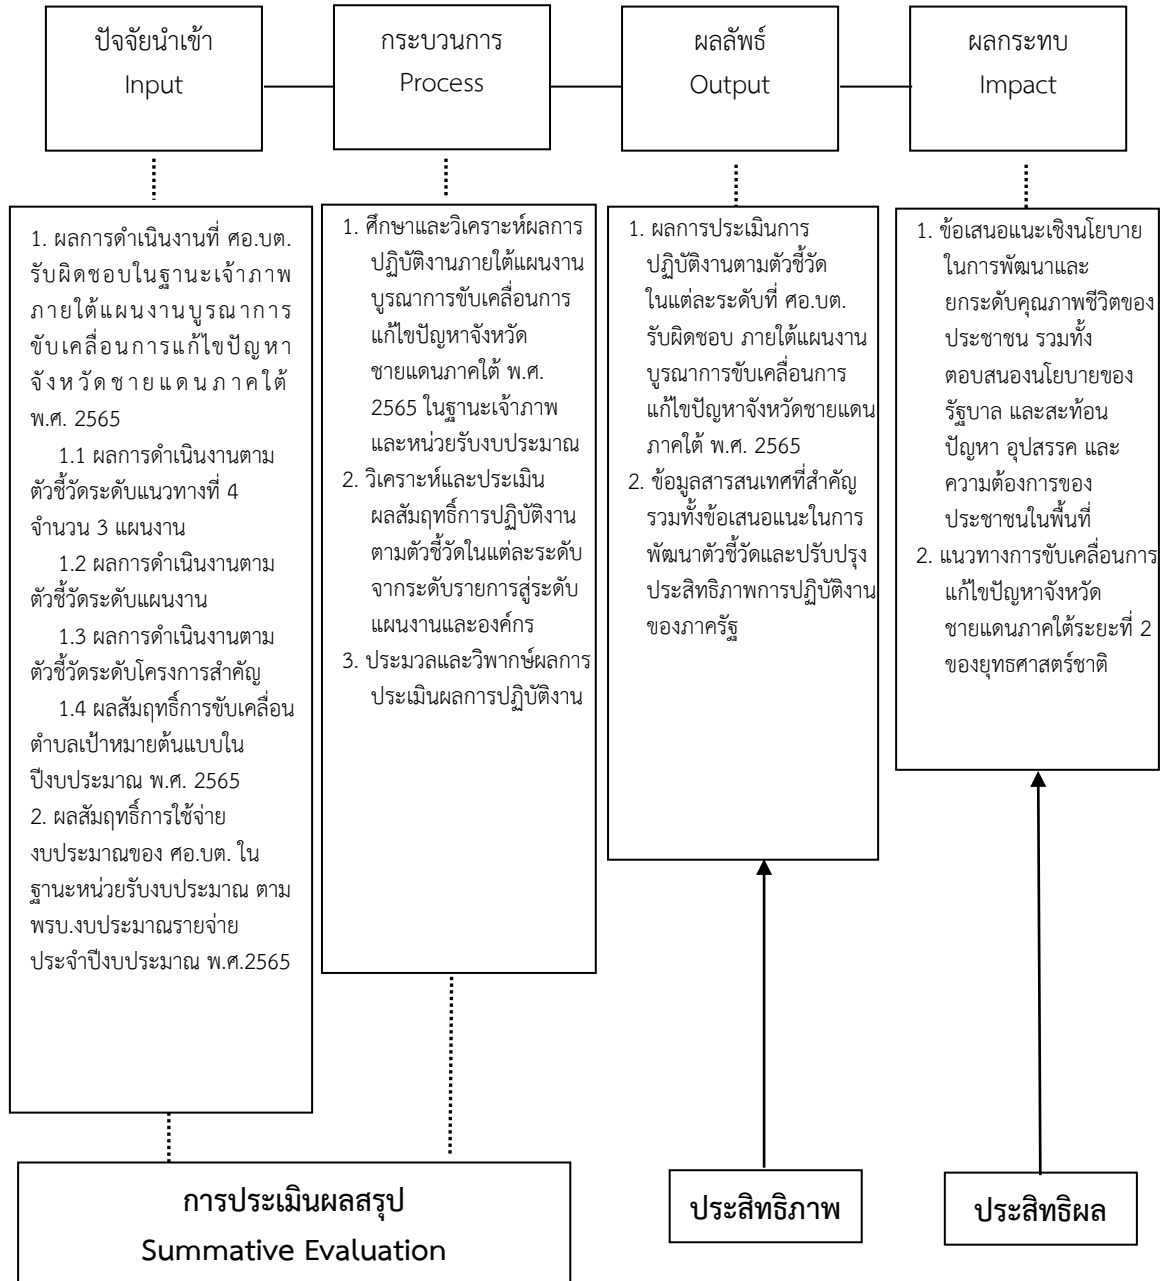 ปัจจัยนำเข้า
Input
กระบวนการ
Process
ผลลัพธ์
Output
ผลกระทบ
Impact
1. ผลการดำเนินงานที่ ศอ.บต.
รับผิดชอบในฐานะเจ้าภาพ
ภายใต้แผนงานบูรณาการ
ขับเคลื่อนการแก้ไขปัญหา
จังหวัดชายแดนภาคใต้
พ.ศ. 2565
1.1 ผลการดำเนินงานตาม
ตัวชี้วัดระดับแนวทางที่ 4
จำนวน 3 แผนงาน
1.2 ผลการดำเนินงานตาม
ตัวชี้วัดระดับแผนงาน
1.3 ผลการดำเนินงานตาม
ตัวชี้วัดระดับโครงการสำคัญ
1.4 ผลสัมฤทธิ์การขับเคลื่อน
ตำบลเป้าหมายต้นแบบใน
ปีงบประมาณ พ.ศ. 2565
2. ผลสัมฤทธิ์การใช้จ่าย
งบประมาณของ ศอ.บต. ใน
ฐานะหน่วยรับงบประมาณ ตาม
พรบ.งบประมาณรายจ่าย
ประจำปีงบประมาณ พ.ศ.2565
1. ศึกษาและวิเคราะห์ผลการ
ปฏิบัติงานภายใต้แผนงาน
บูรณาการขับเคลื่อนการ
แก้ไขปัญหาจังหวัด
ชายแดนภาคใต้ พ.ศ.
2565 ในฐานะเจ้าภาพ
และหน่วยรับงบประมาณ
2. วิเคราะห์และประเมิน
ผลสัมฤทธิ์การปฏิบัติงาน
ตามตัวชี้วัดในแต่ละระดับ
จากระดับรายการสู่ระดับ
แผนงานและองค์กร
3. ประมวลและวิพากษ์ผลการ
ประเมินผลการปฏิบัติงาน
1. ผลการประเมินการ
ปฏิบัติงานตามตัวชี้วัด
ในแต่ละระดับที่ ศอ.บต.
รับผิดชอบ ภายใต้แผนงาน
บูรณาการขับเคลื่อนการ
แก้ไขปัญหาจังหวัดชายแดน
ภาคใต้ พ.ศ. 2565
2. ข้อมูลสารสนเทศที่สำคัญ
รวมทั้งข้อเสนอแนะในการ
พัฒนาตัวชี้วัดและปรับปรุง
ประสิทธิภาพการปฏิบัติงาน
ของภาครัฐ
1. ข้อเสนอแนะเชิงนโยบาย
ในการพัฒนาและ
ยกระดับคุณภาพชีวิตของ
ประชาชน รวมทั้ง
ตอบสนองนโยบายของ
รัฐบาล และสะท้อน
ปัญหา อุปสรรค และ
ความต้องการของ
ประชาชนในพื้นที่
2. แนวทางการขับเคลื่อนการ
แก้ไขปัญหาจังหวัด
ชายแดนภาคใต้ระยะที่ 2
ของยุทธศาสตร์ชาติ
การประเมินผลสรุป
Summative Evaluation
ประสิทธิภาพ
ประสิทธิผล